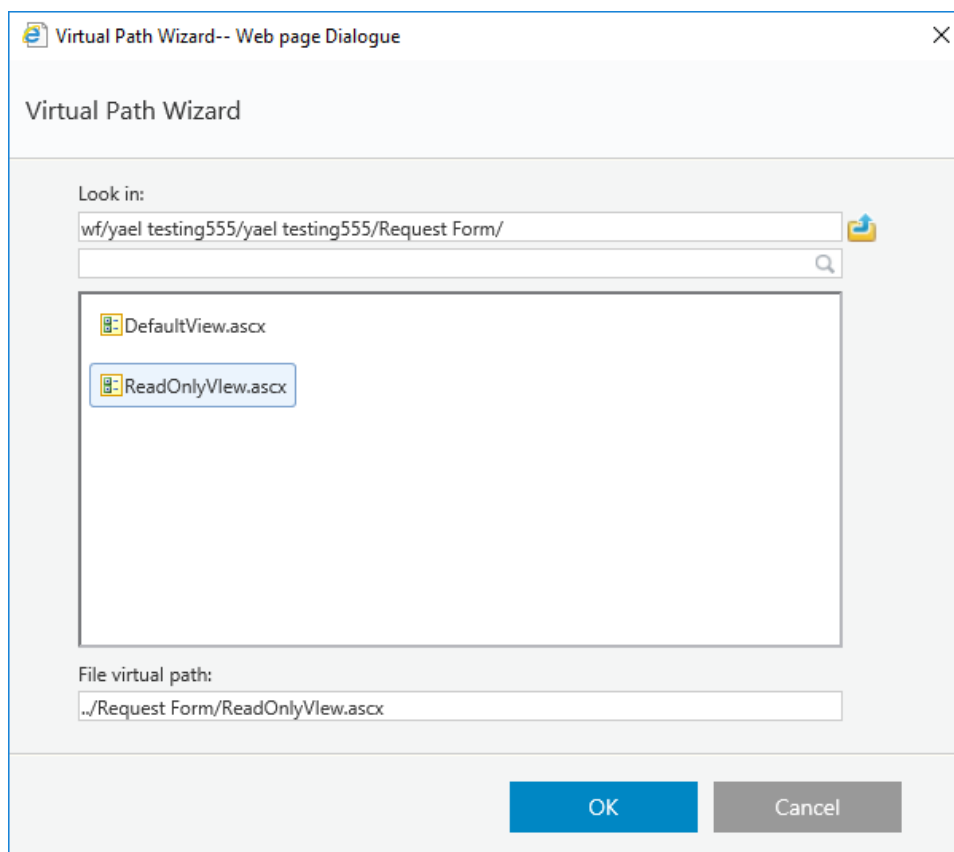 Virtual Path Wizard-- Web page Dialogue
Virtual Path Wizard
Look in:
wf/yael testing555/yael testing555/Request Form/
DefaultView.ascx
ReadOnlyVIew.ascx
File virtual path:
../Request Form/ReadOnlyVIew.ascx
OK
Cancel